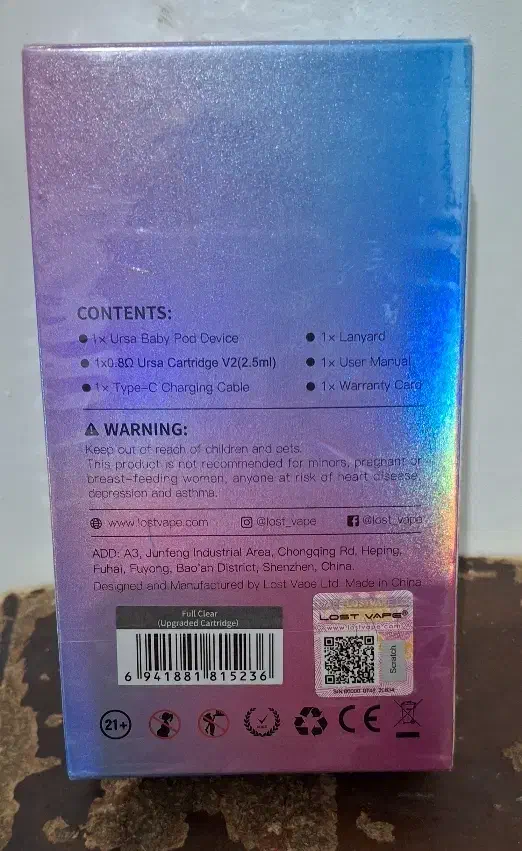 CONTENTS:
1x Ursa Baby Pod Device
1x Lanyard
1x0.8Ω Ursa Cartridge V2(2.5ml)
1x User Manual
1x Type-C Charging Cable
1x Warranty Card
WARNING:
Keep out of reach of children and pets.
This product is not recommended for minors, pregnant or
breast-feeding women, anyone at risk of heart disease,
depression and asthma.
www.lostvape.com @lost_vape @lost_vape
ADD: A3, Junfeng Industrial Area, Chongqing Rd, Heping,
Fuhai, Fuyong, Bao'an District, Shenzhen, China.
Designed and Manufactured by Lost Vape Ltd. Made in China
Full Clear
(Upgraded Cartridge)
6 941881 815236
LOST VAPE®
www.lostvape.com
Scratch
21+
CE